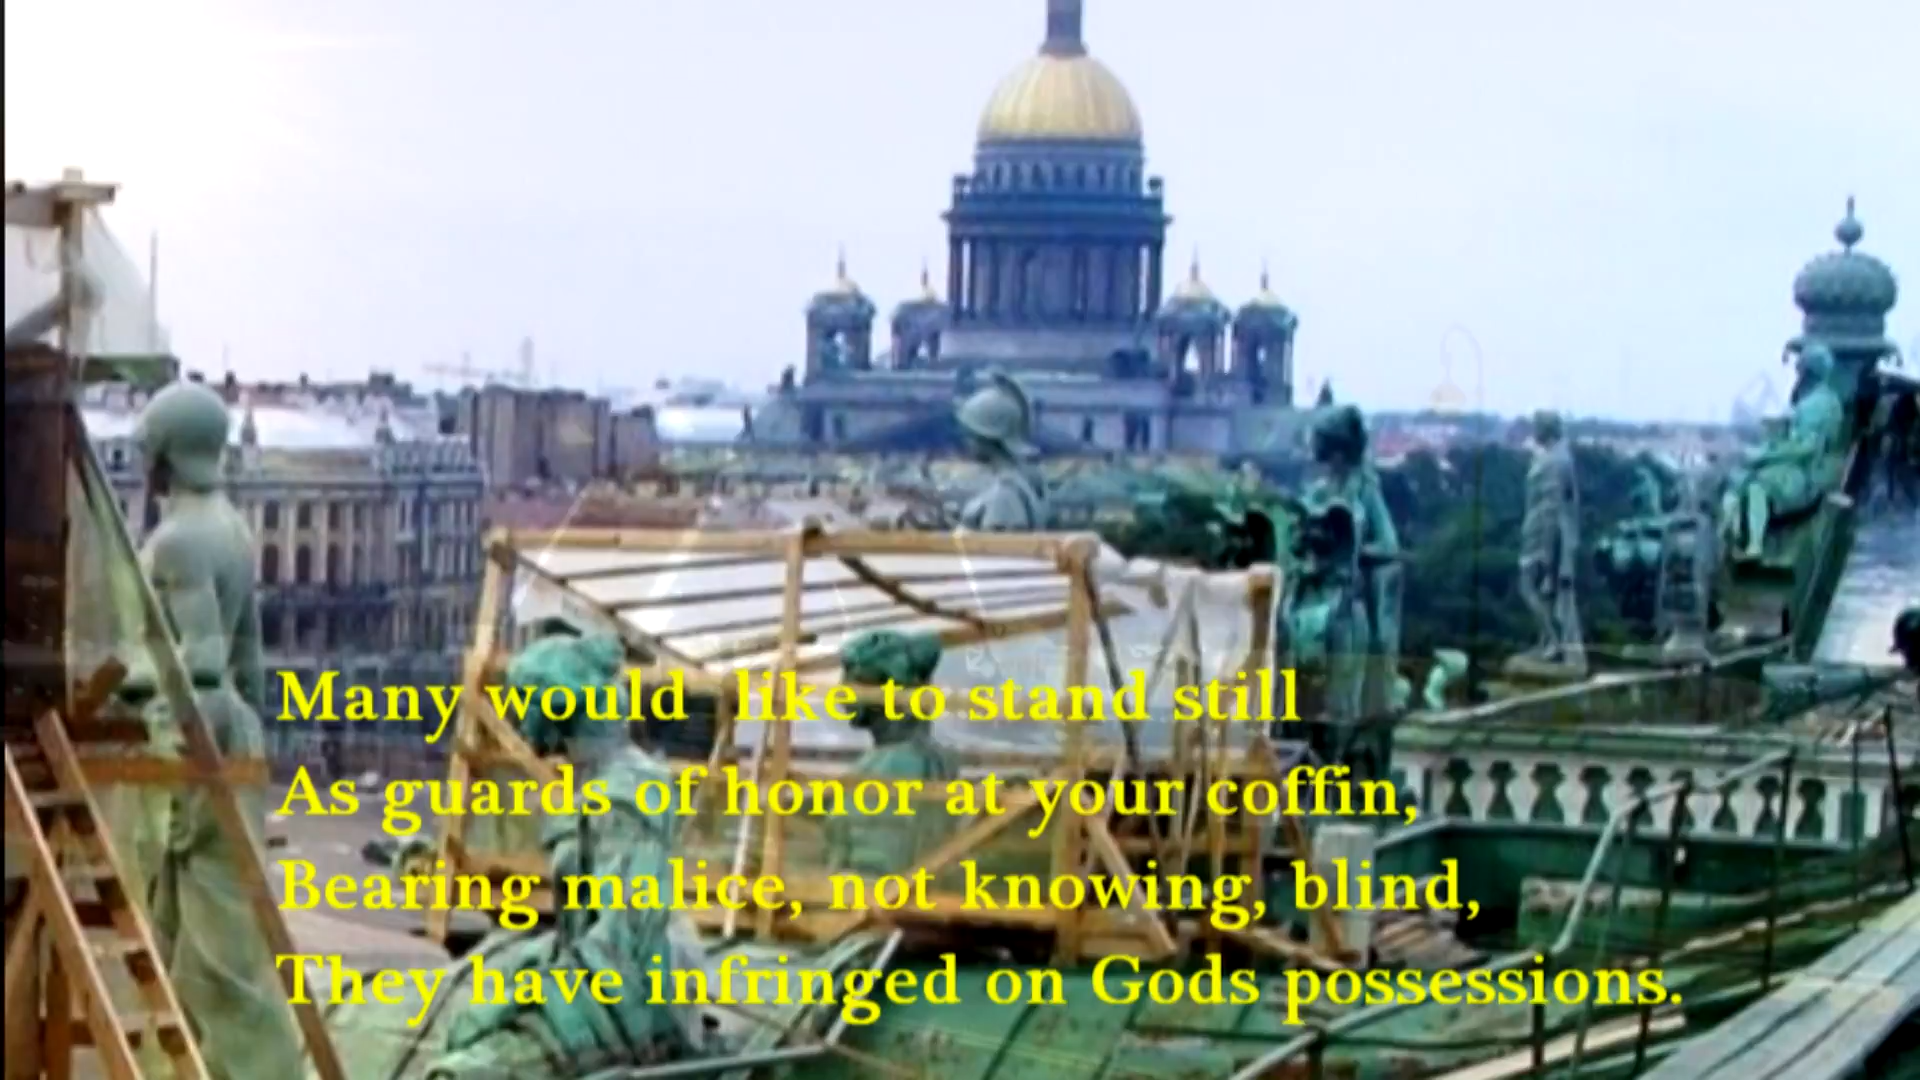 Many would like to stand still
As guards of honor at your coffin,
Bearing malice, not knowing, blind,
They have infringed on Gods possessions.